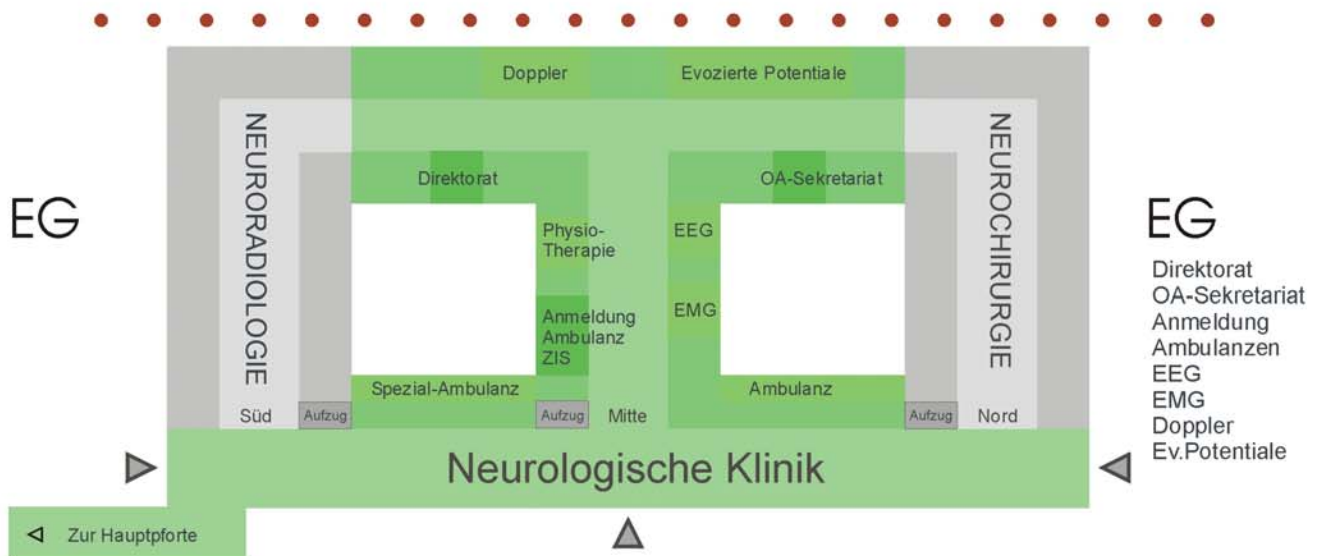 Doppler
Evozierte Potentiale
NEURORADIOLOGIE
NEUROCHIRURGIE
Direktorat
OA-Sekretariat
EG
Physio-
Therapie
EEG
EMG
Anmeldung
Ambulanz
ZIS
Spezial-Ambulanz
Ambulanz
Süd
Aufzug
Aufzug
Mitte
Aufzug
Nord
Neurologische Klinik
Zur Hauptpforte
EG
Direktorat
OA-Sekretariat
Anmeldung
Ambulanzen
EEG
EMG
Doppler
Ev.Potentiale